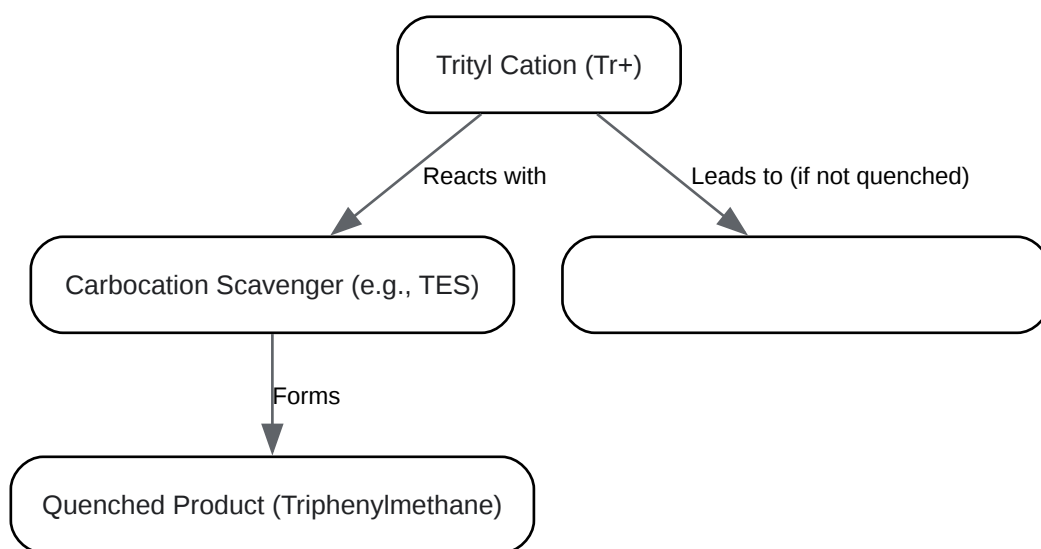 Trityl Cation (Tr+)
Reacts with
Leads to (if not quenched)
Carbocation Scavenger (e.g., TES)
Forms
Quenched Product (Triphenylmethane)